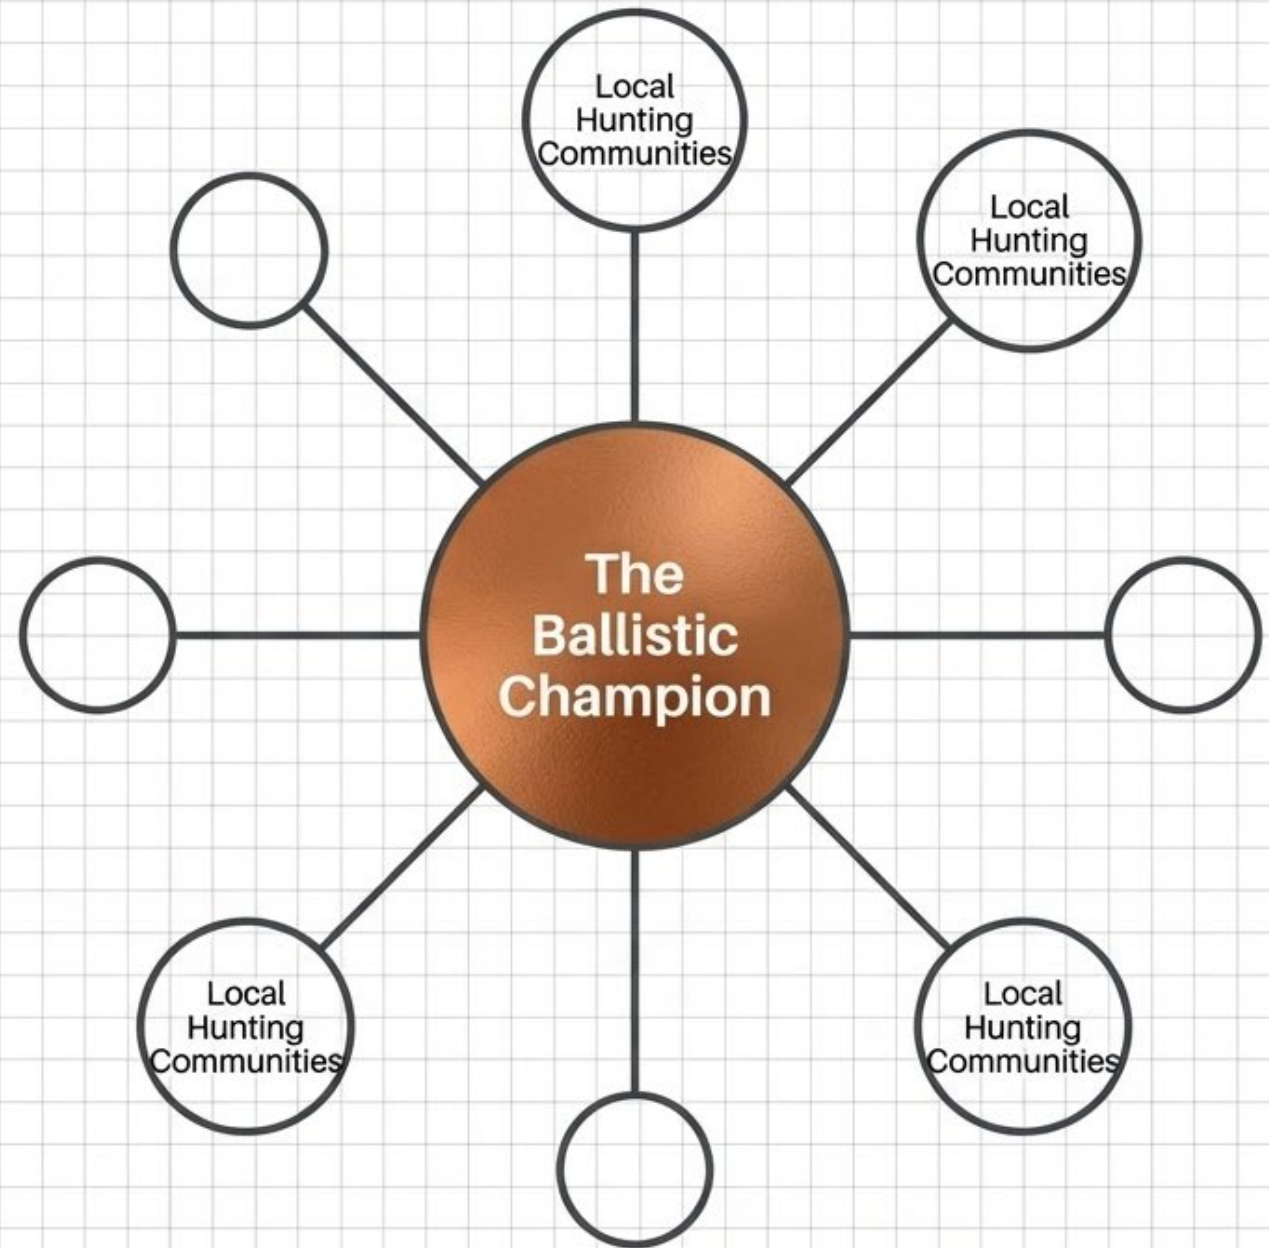 Local
Hunting
Communities
Local
Hunting
Communities
The
Ballistic
Champion
Local
Hunting
Communities
Local
Hunting
Communities